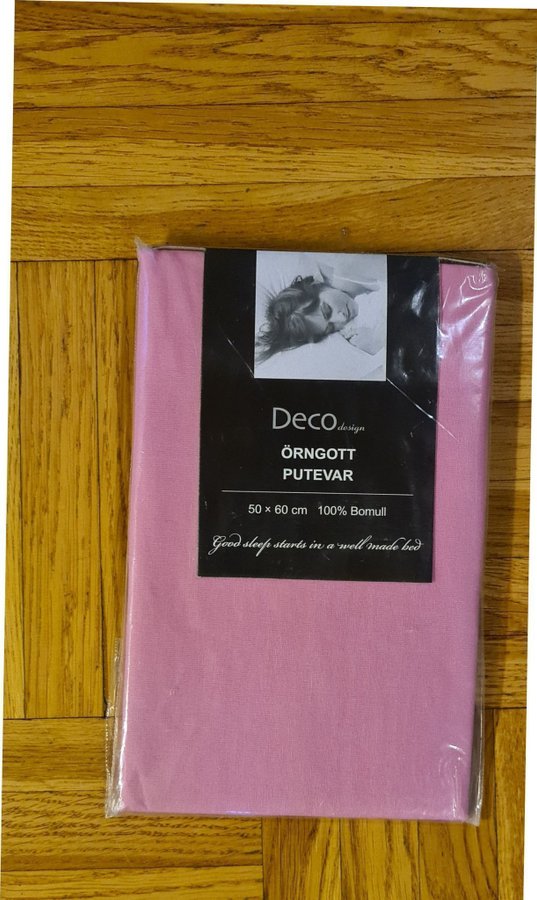 Deco design
ÖRNGOTT
PUTEVAR
50 × 60 cm 100% Bomull
Good sleep starts in a well made bed